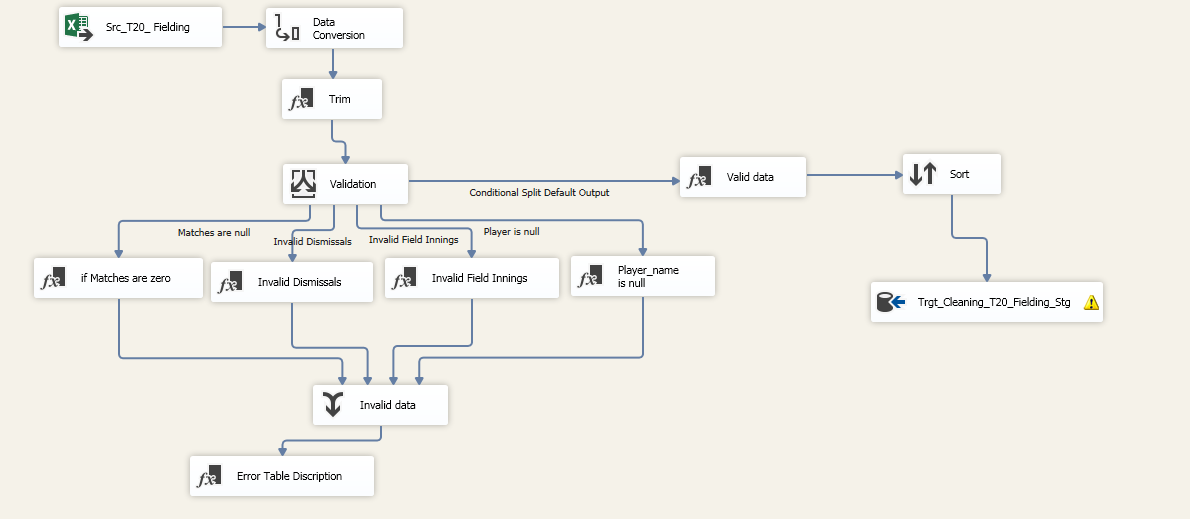 Src_T20_ Fielding
Data
Conversion
Trim
Validation
Conditional Split Default Output
Valid data
Sort
Matches are null
Invalid Dismissals
Invalid Field Innings
Player is null
if Matches are zero
Invalid Dismissals
Invalid Field Innings
Player_name
is null
Trgt_Cleaning_T20_Fielding_Stg
Invalid data
Error Table Discription